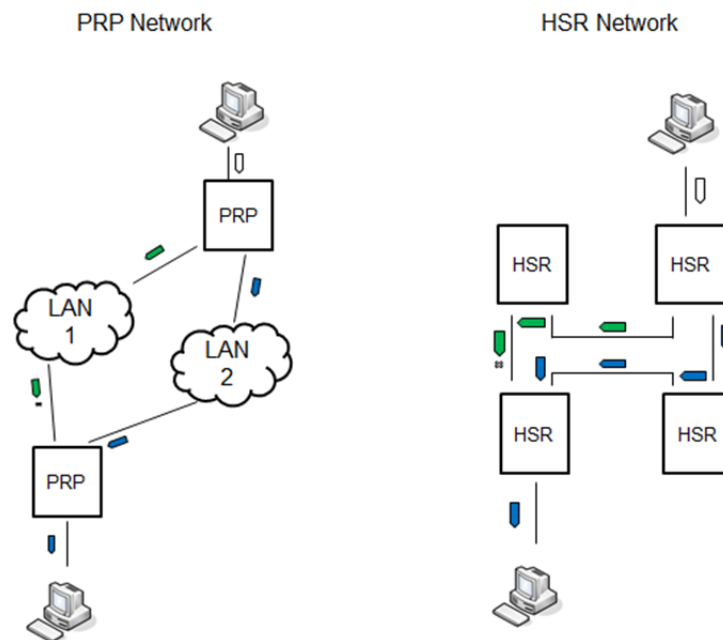 PRP Network
HSR Network
PRP
LAN
1
LAN
2
PRP
HSR
HSR
HSR
HSR